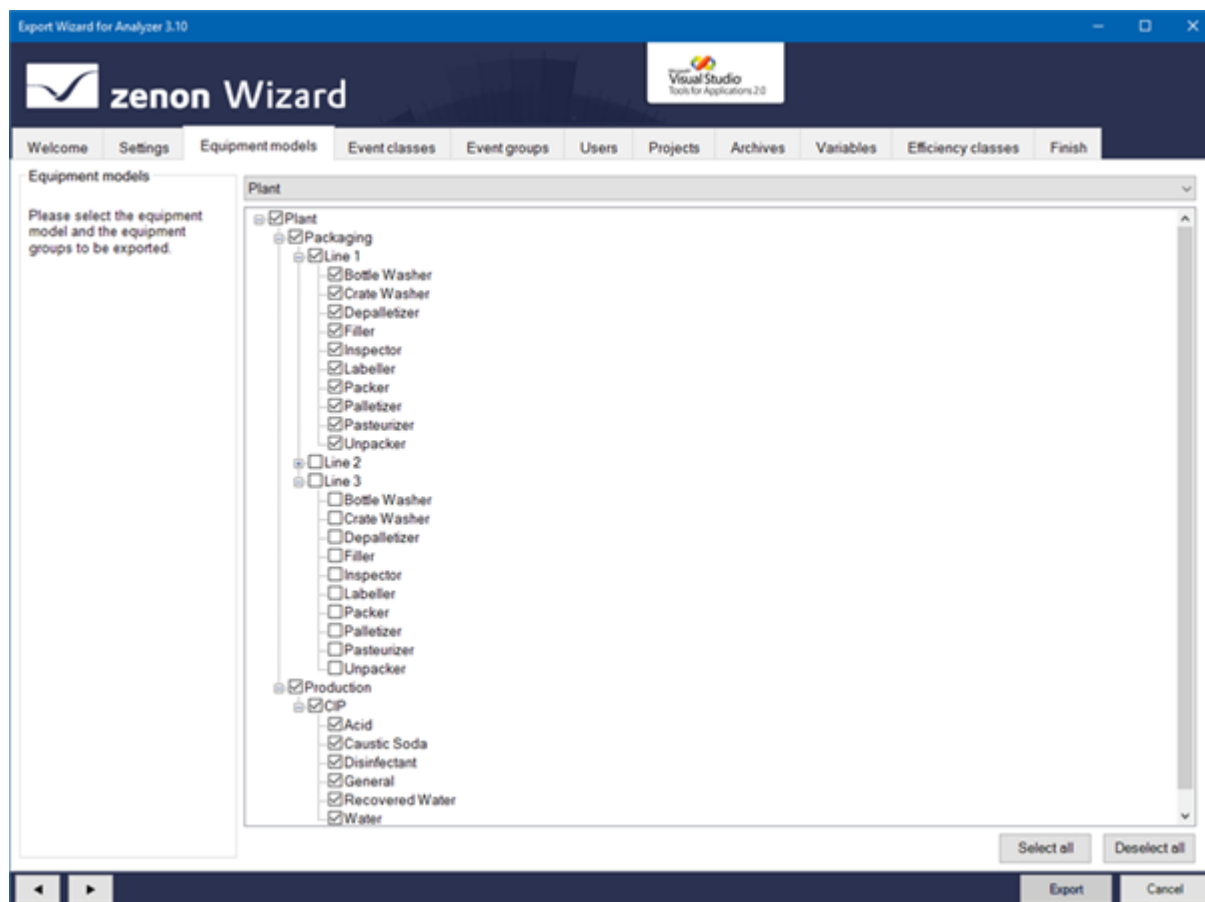 Export Wizard for Analyzer 3.10
zenon Wizard
Microsoft
Visual Studio
Tools for Applications 2.0
Welcome Settings Equipment models Event classes Event groups Users Projects Archives Variables Efficiency classes Finish
Equipment models
Please select the equipment
model and the equipment
groups to be exported.
Plant
Plant
Packaging
Line 1
Bottle Washer
Crate Washer
Depalletizer
Filler
Inspector
Labeller
Packer
Palletizer
Pasteurizer
Unpacker
Line 2
Line 3
Bottle Washer
Crate Washer
Depalletizer
Filler
Inspector
Labeller
Packer
Palletizer
Pasteurizer
Unpacker
Production
CIP
Acid
Caustic Soda
Disinfectant
General
Recovered Water
Water
Select all Deselect all
Export Cancel